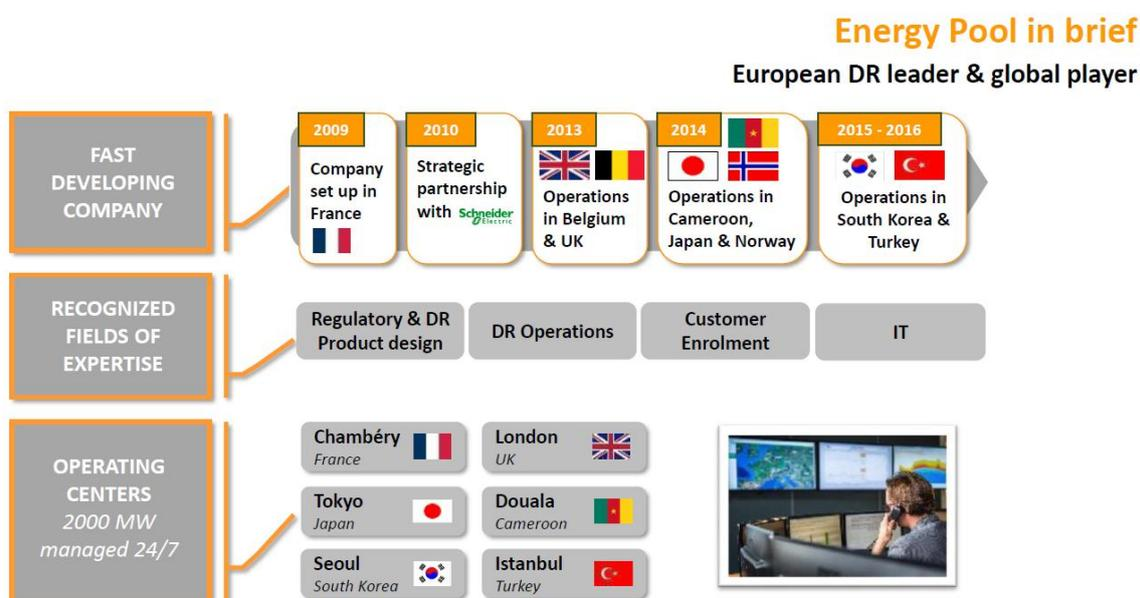 Energy Pool in brief
European DR leader & global player
FAST
DEVELOPING
COMPANY
2009
Company
set up in
France
2010
Strategic
partnership
with Schneider
Electric
2013
Operations
in Belgium
& UK
2014
Operations in
Cameroon,
Japan & Norway
2015 - 2016
Operations in
South Korea &
Turkey
RECOGNIZED
FIELDS OF
EXPERTISE
Regulatory & DR
Product design
DR Operations
Customer
Enrolment
IT
OPERATING
CENTERS
2000 MW
managed 24/7
Chambéry
France
London
UK
Tokyo
Japan
Douala
Cameroon
Seoul
South Korea
Istanbul
Turkey